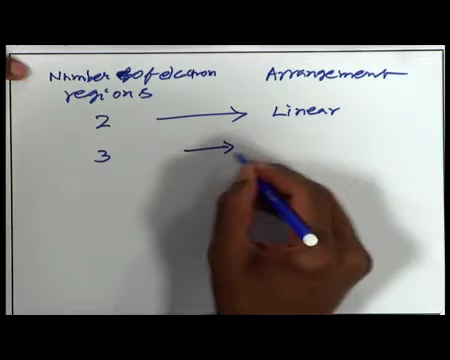 Number of electron Arrangement
regions
2 → Linear
3 →